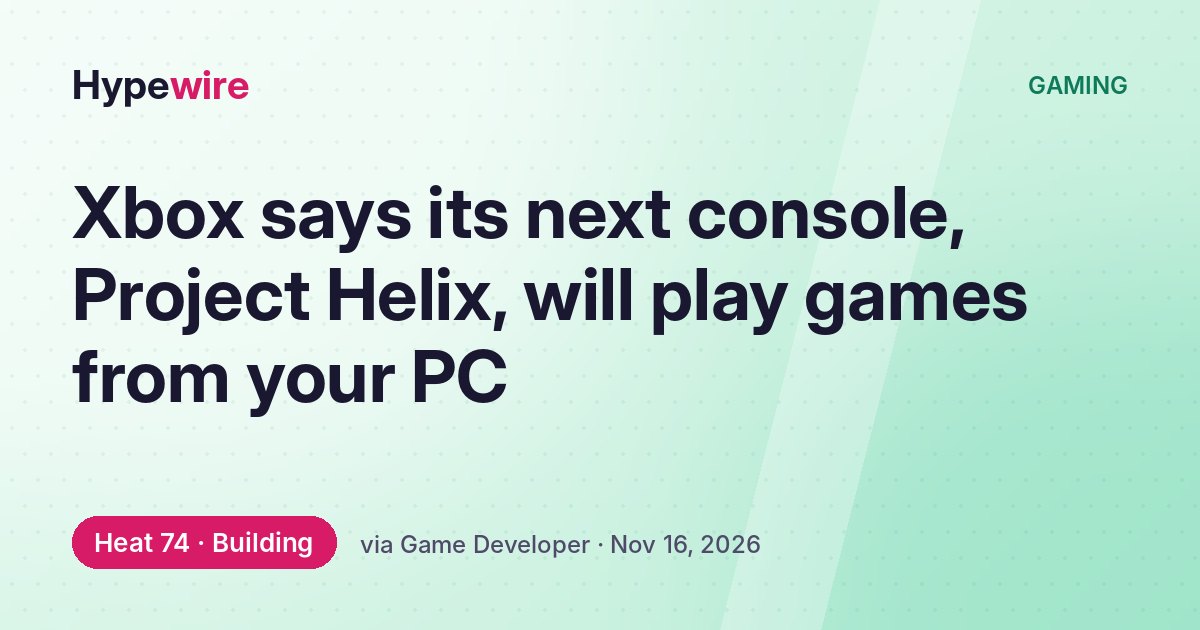 Hypewire
GAMING
Xbox says its next console,
Project Helix, will play games
from your PC
Heat 74 · Building
via Game Developer · Nov 16, 2026